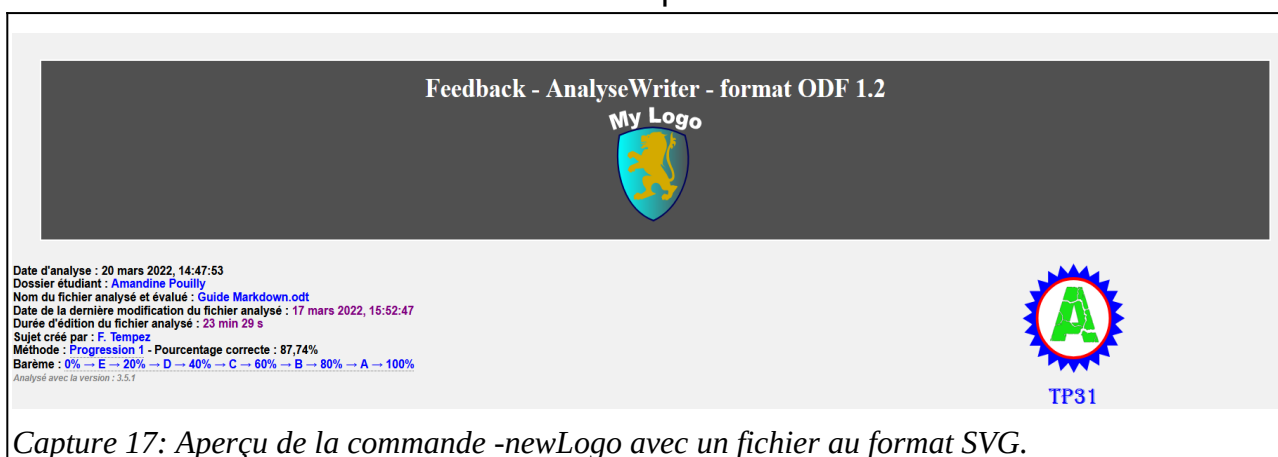 Feedback - AnalyseWriter - format ODF 1.2
My Logo
Date d'analyse : 20 mars 2022, 14:47:53
Dossier étudiant : Amandine Pouilly
Nom du fichier analysé et évalué : Guide Markdown.odt
Date de la dernière modification du fichier analysé : 17 mars 2022, 15:52:47
Durée d'édition du fichier analysé : 23 min 29 s
Sujet créé par : F. Tempez
Méthode : Progression 1 - Pourcentage correcte : 87,74%
Barème : 0% → E → 20% → D → 40% → C → 60% → B → 80% → A → 100%
Analysé avec la version : 3.5.1
A
TP31
Capture 17: Aperçu de la commande -newLogo avec un fichier au format SVG.